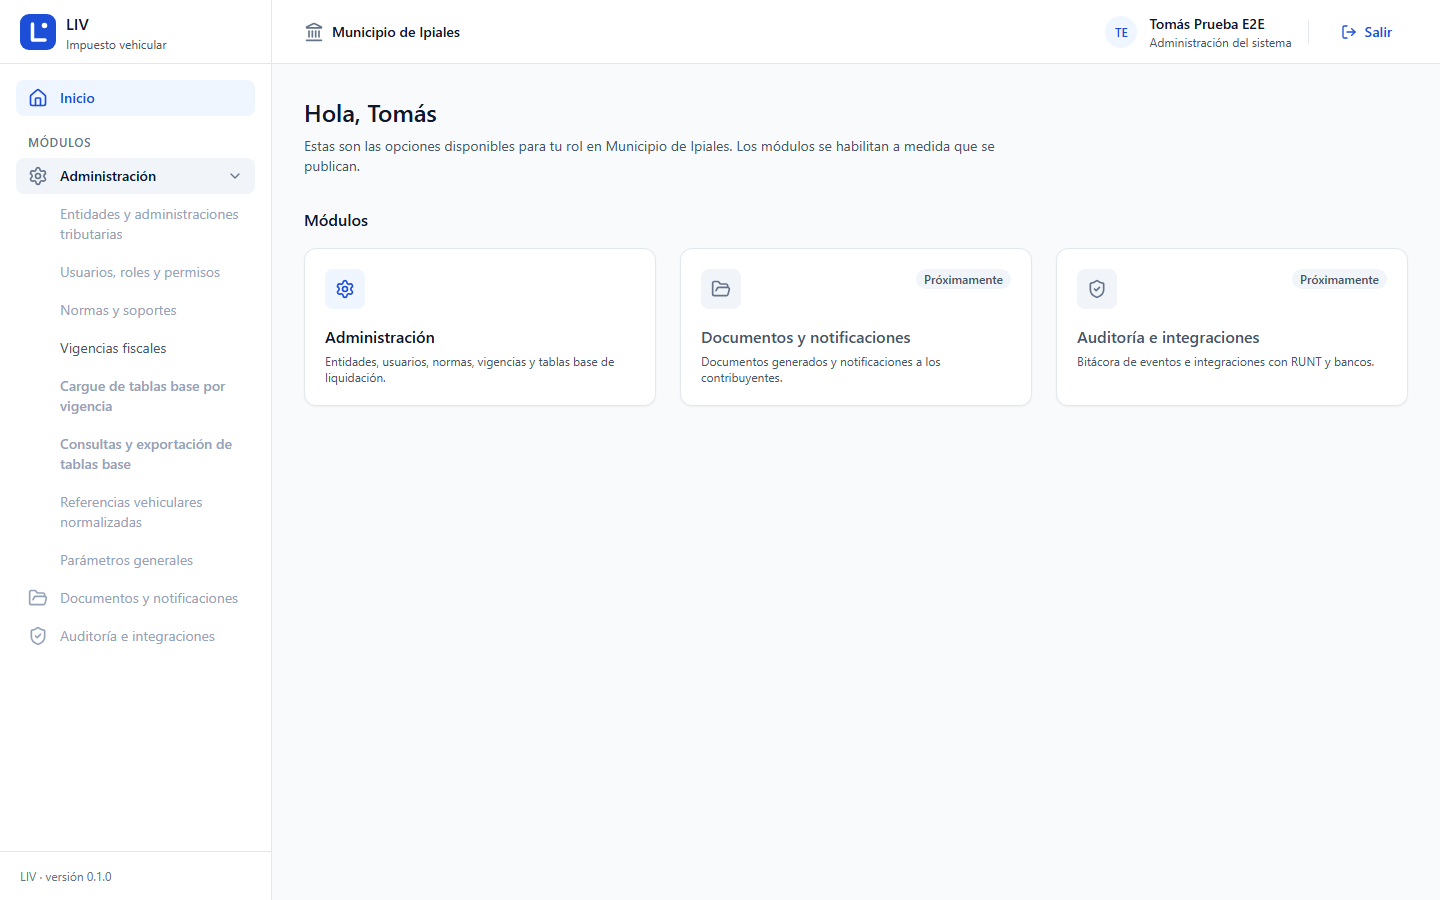 LIV
Impuesto vehicular
Municipio de Ipiales
TE
Tomás Prueba E2E
Administración del sistema
Salir
Inicio
MÓDULOS
Administración
Entidades y administraciones
tributarias
Usuarios, roles y permisos
Normas y soportes
Vigencias fiscales
Cargue de tablas base por
vigencia
Consultas y exportación de
tablas base
Referencias vehiculares
normalizadas
Parámetros generales
Documentos y notificaciones
Auditoría e integraciones
LIV · versión 0.1.0
Hola, Tomás
Estas son las opciones disponibles para tu rol en Municipio de Ipiales. Los módulos se habilitan a medida que se
publican.
Módulos
Administración
Entidades, usuarios, normas, vigencias y tablas base de
liquidación.
Próximamente
Documentos y notificaciones
Documentos generados y notificaciones a los
contribuyentes.
Próximamente
Auditoría e integraciones
Bitácora de eventos e integraciones con RUNT y bancos.